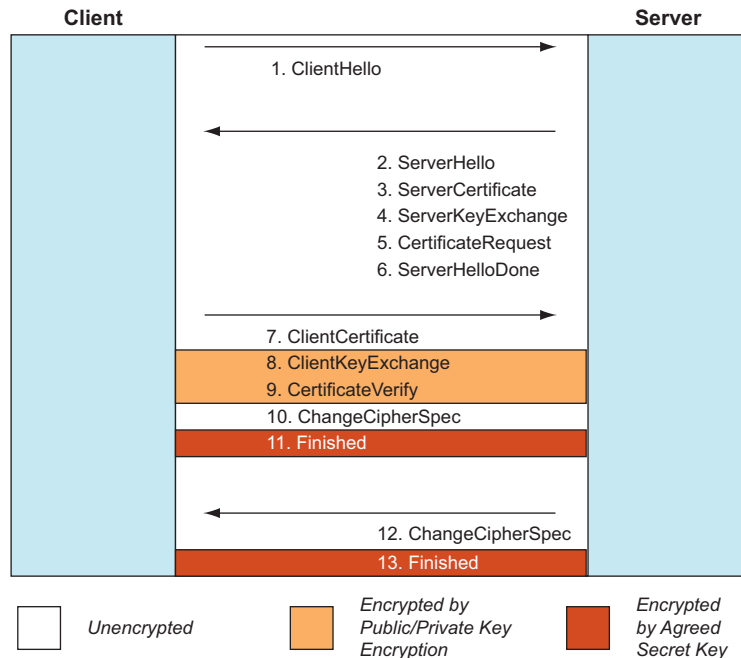 Client
Server
1. ClientHello
2. ServerHello
3. ServerCertificate
4. ServerKeyExchange
5. CertificateRequest
6. ServerHelloDone
7. ClientCertificate
8. ClientKeyExchange
9. CertificateVerify
10. ChangeCipherSpec
11. Finished
12. ChangeCipherSpec
13. Finished
Unencrypted
Encrypted by
Public/Private Key
Encryption
Encrypted
by Agreed
Secret Key